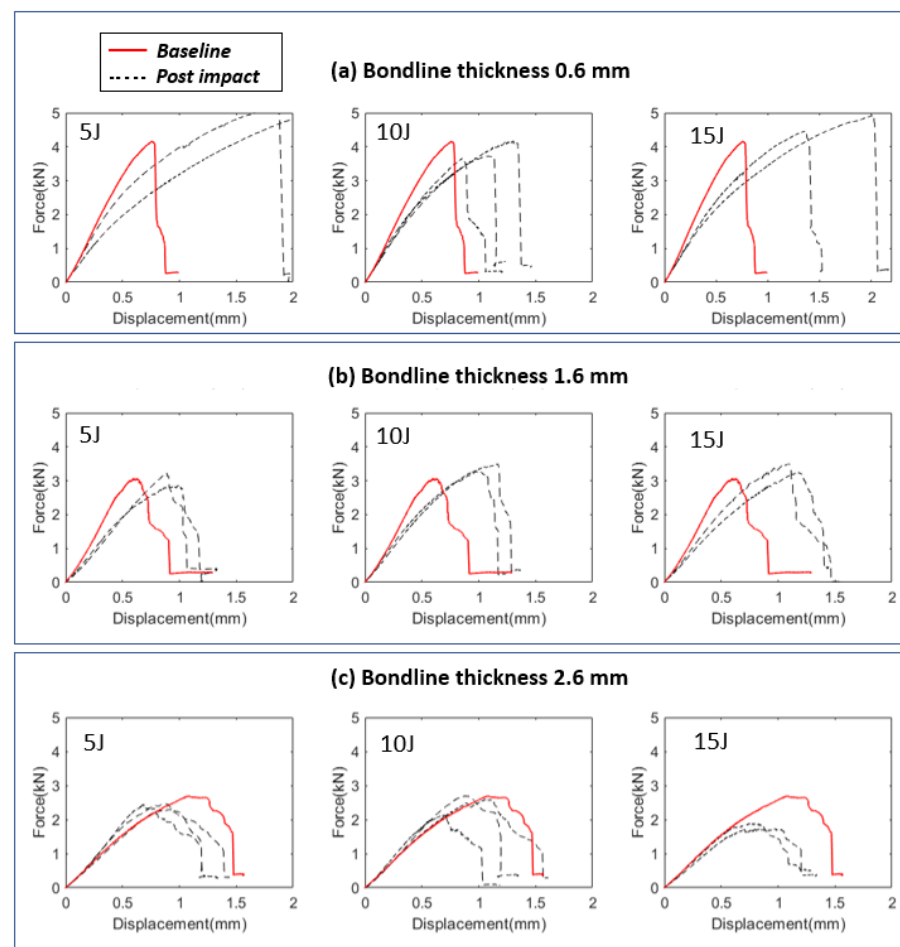 Baseline
Post impact
(a) Bondline thickness 0.6 mm
5J
10J
15J
Force(kN)
5
4
3
2
1
0
0 0.5 1 1.5 2
Displacement(mm)
Force(kN)
5
4
3
2
1
0
0 0.5 1 1.5 2
Displacement(mm)
Force(kN)
5
4
3
2
1
0
0 0.5 1 1.5 2
Displacement(mm)
(b) Bondline thickness 1.6 mm
5J
10J
15J
Force(kN)
5
4
3
2
1
0
0 0.5 1 1.5 2
Displacement(mm)
Force(kN)
5
4
3
2
1
0
0 0.5 1 1.5 2
Displacement(mm)
Force(kN)
5
4
3
2
1
0
0 0.5 1 1.5 2
Displacement(mm)
(c) Bondline thickness 2.6 mm
5J
10J
15J
Force(kN)
5
4
3
2
1
0
0 0.5 1 1.5 2
Displacement(mm)
Force(kN)
5
4
3
2
1
0
0 0.5 1 1.5 2
Displacement(mm)
Force(kN)
5
4
3
2
1
0
0 0.5 1 1.5 2
Displacement(mm)